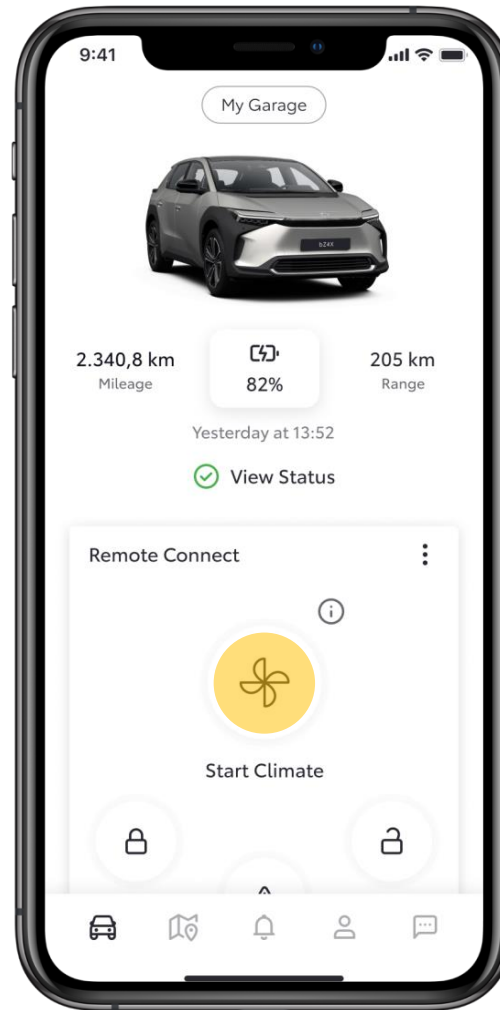 9:41
My Garage
bZ4X
2.340,8 km
Mileage
82%
205 km
Range
Yesterday at 13:52
View Status
Remote Connect
Start Climate